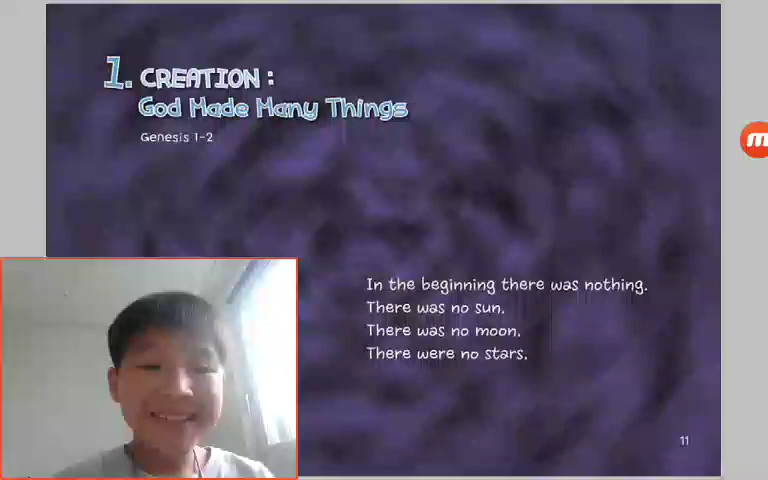 1. CREATION:
God Made Many Things
Genesis 1-2
In the beginning there was nothing.
There was no sun.
There was no moon.
There were no stars.
11
m